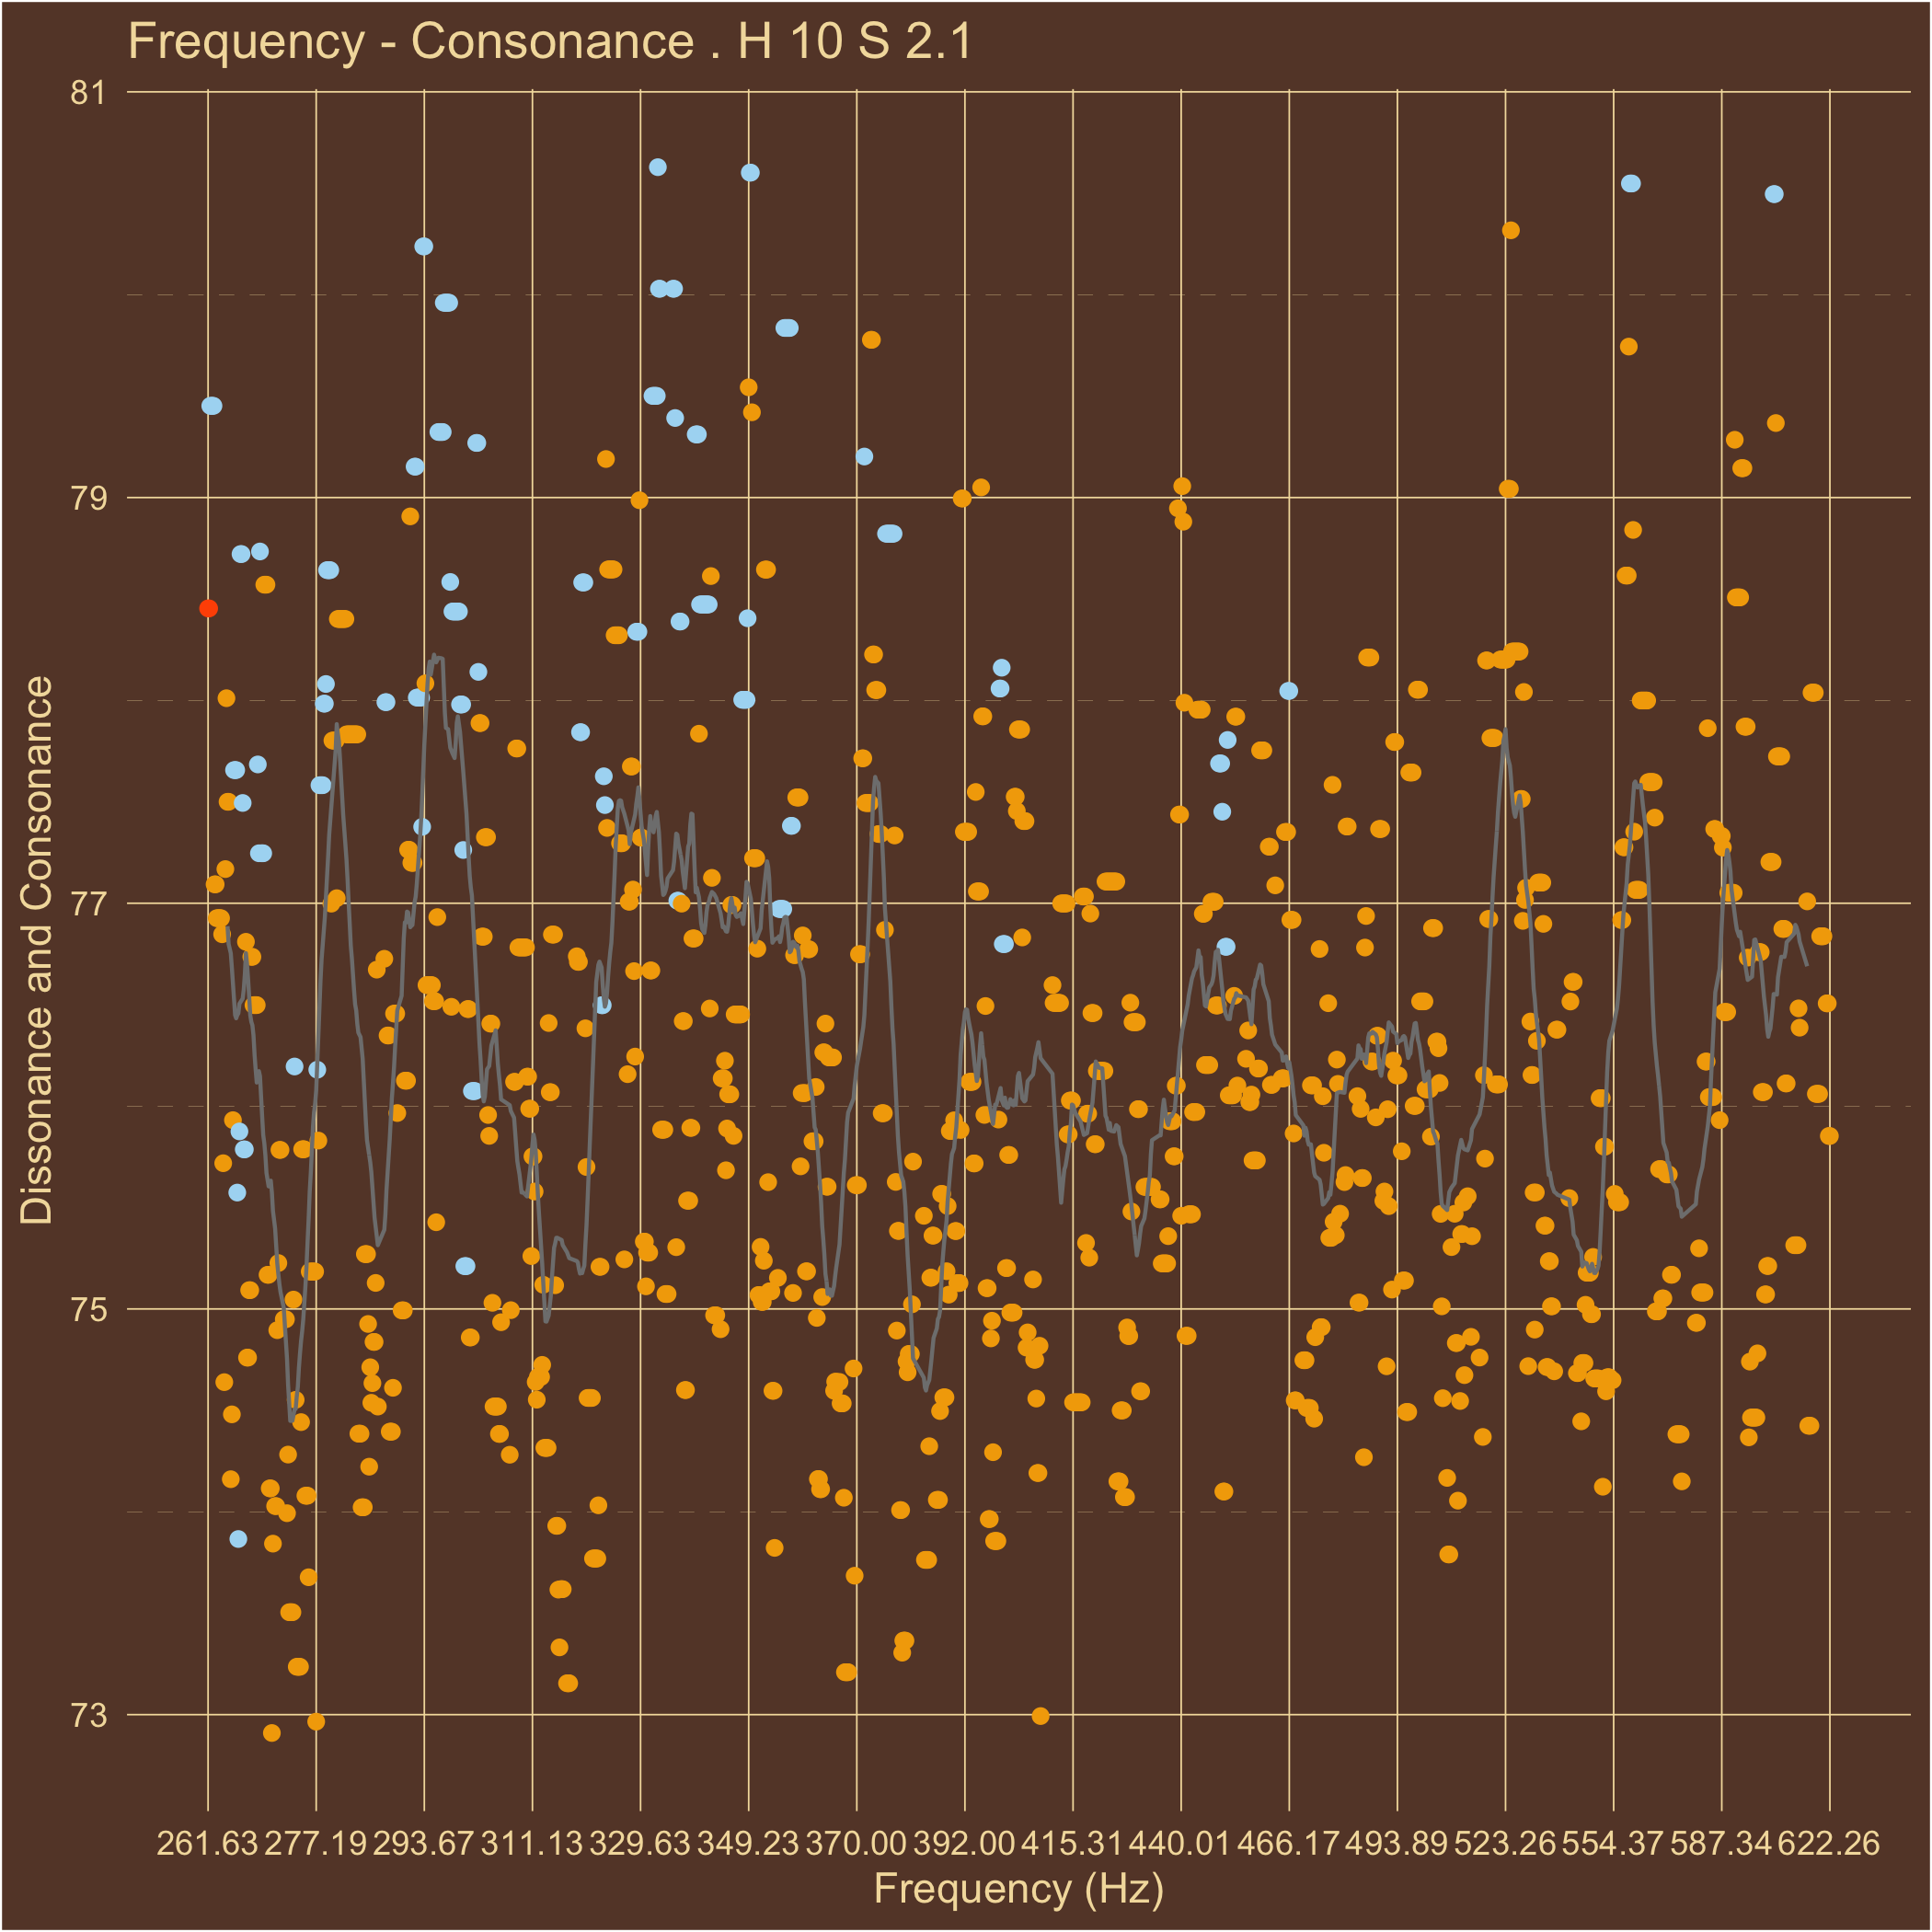 Frequency - Consonance . H 10 S 2.1
81
79
77
75
73
Dissonance and Consonance
261.63 277.19 293.67 311.13 329.63 349.23 370.00 392.00 415.31 440.01 466.17 493.89 523.26 554.37 587.34 622.26
Frequency (Hz)